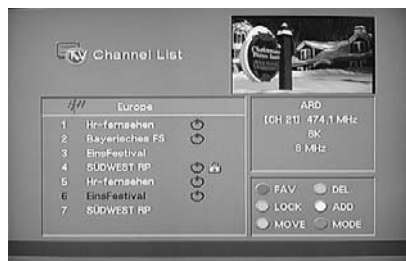 TV Channel List
Europe
1 Hr-fernsehen
2 Bayerisches FS
3 EinsFestival
4 SÜDWEST RP
5 Hr-fernsehen
6 EinsFestival
7 SÜDWEST RP
ARD
[CH 21] 474.1 MHz
8K
8 MHz
FAV DEL
LOCK ADD
MOVE MODE